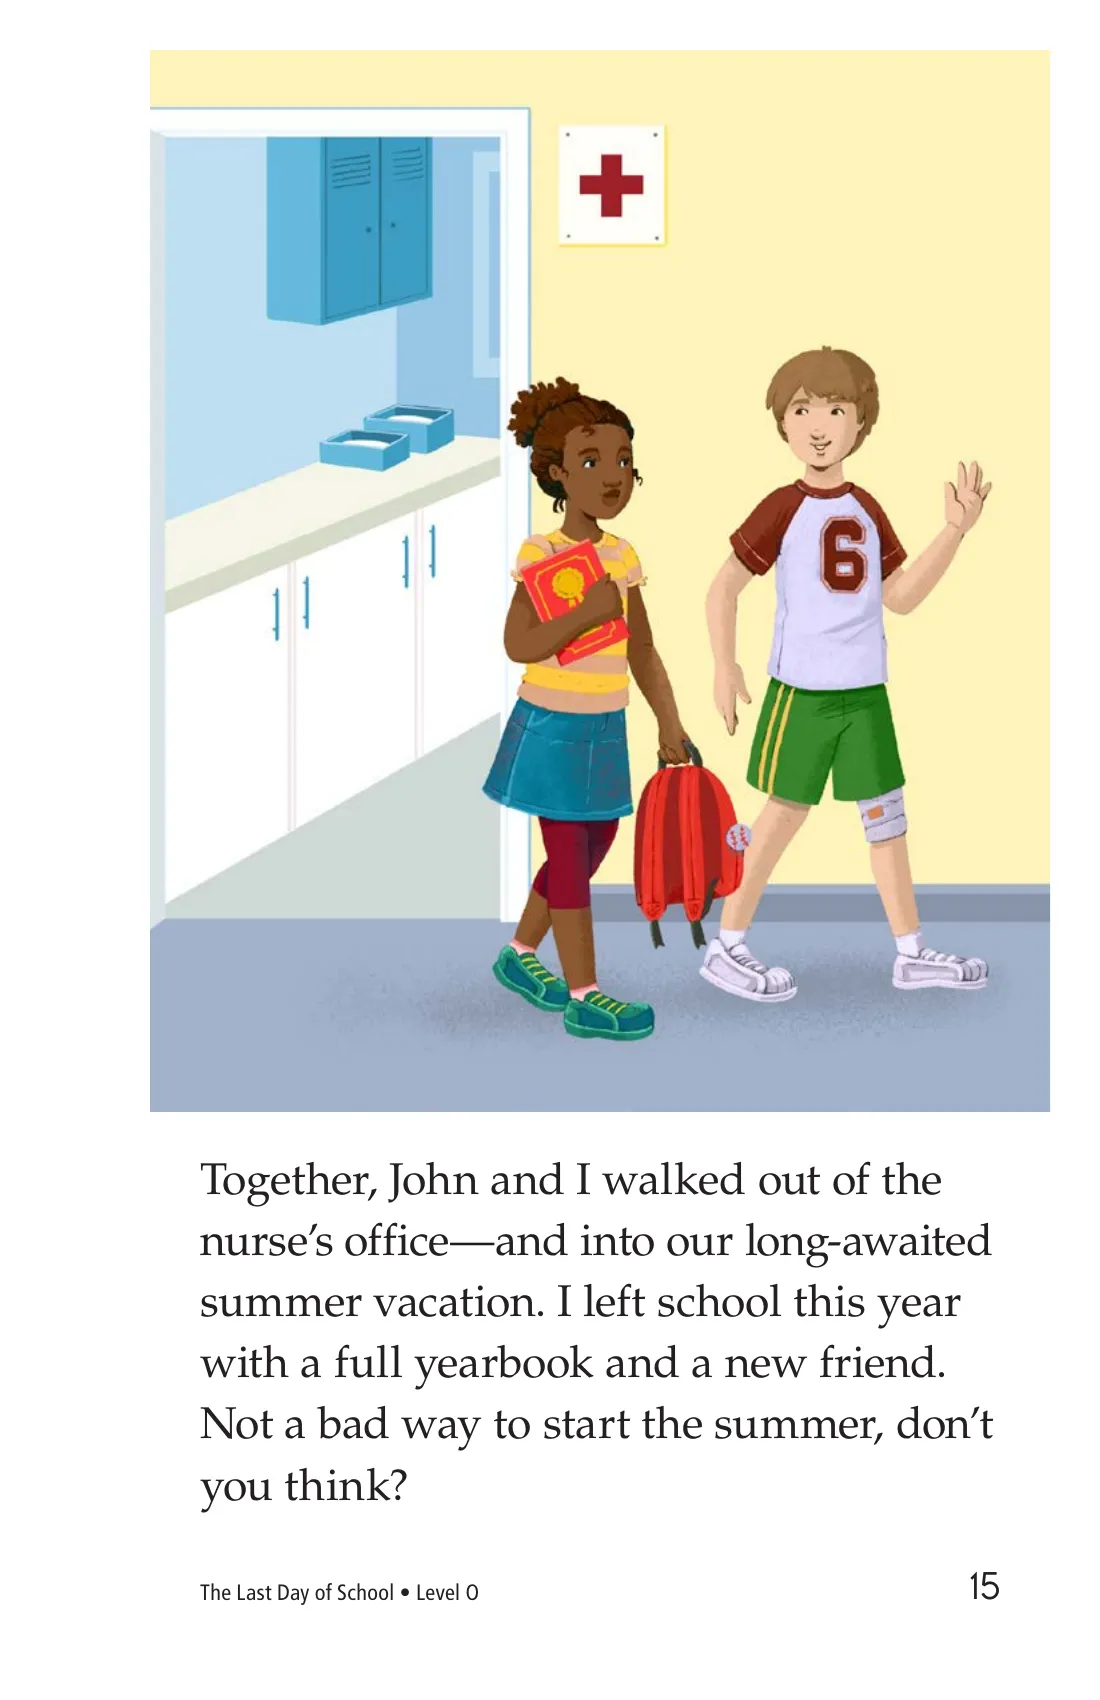 6
Together, John and I walked out of the
nurse’s office—and into our long-awaited
summer vacation. I left school this year
with a full yearbook and a new friend.
Not a bad way to start the summer, don’t
you think?
The Last Day of School • Level O
15